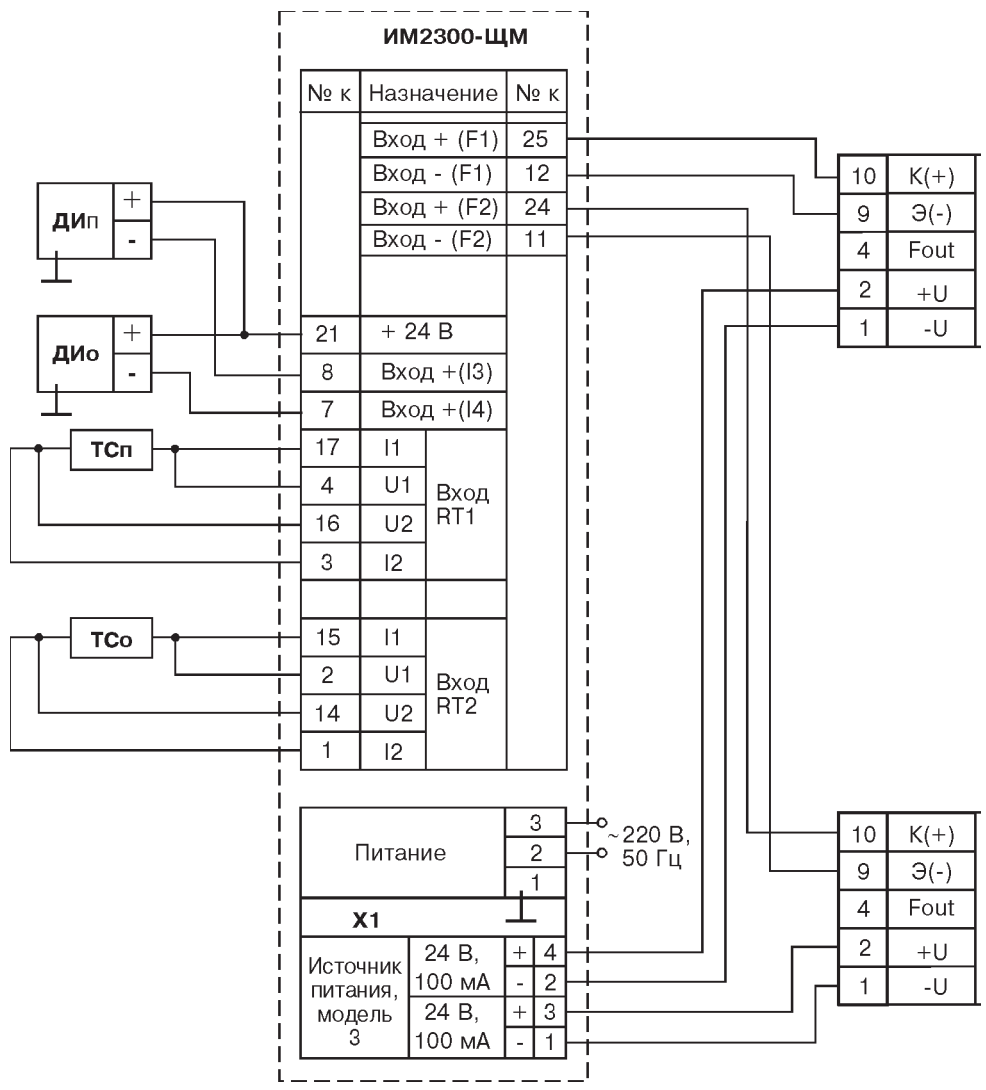 ИМ2300-ЩМ
№ к Назначение № к
Вход + (F1) 25
Вход - (F1) 12
Вход + (F2) 24
Вход - (F2) 11
21 + 24 В
8 Вход +(I3)
7 Вход +(I4)
17 I1
4 U1
16 U2
3 I2
Вход
RT1
15 I1
2 U1
14 U2
1 I2
Вход
RT2
ДИп
+
-
ДИо
+
-
ТСп
ТСо
10 К(+)
9 Э(-)
4 Fout
2 +U
1 -U
Питание
3
2
1
~220 В,
50 Гц
X1
Источник
питания,
модель
3
24 В,
100 мА
+ 4
- 2
24 В,
100 мА
+ 3
- 1
10 К(+)
9 Э(-)
4 Fout
2 +U
1 -U